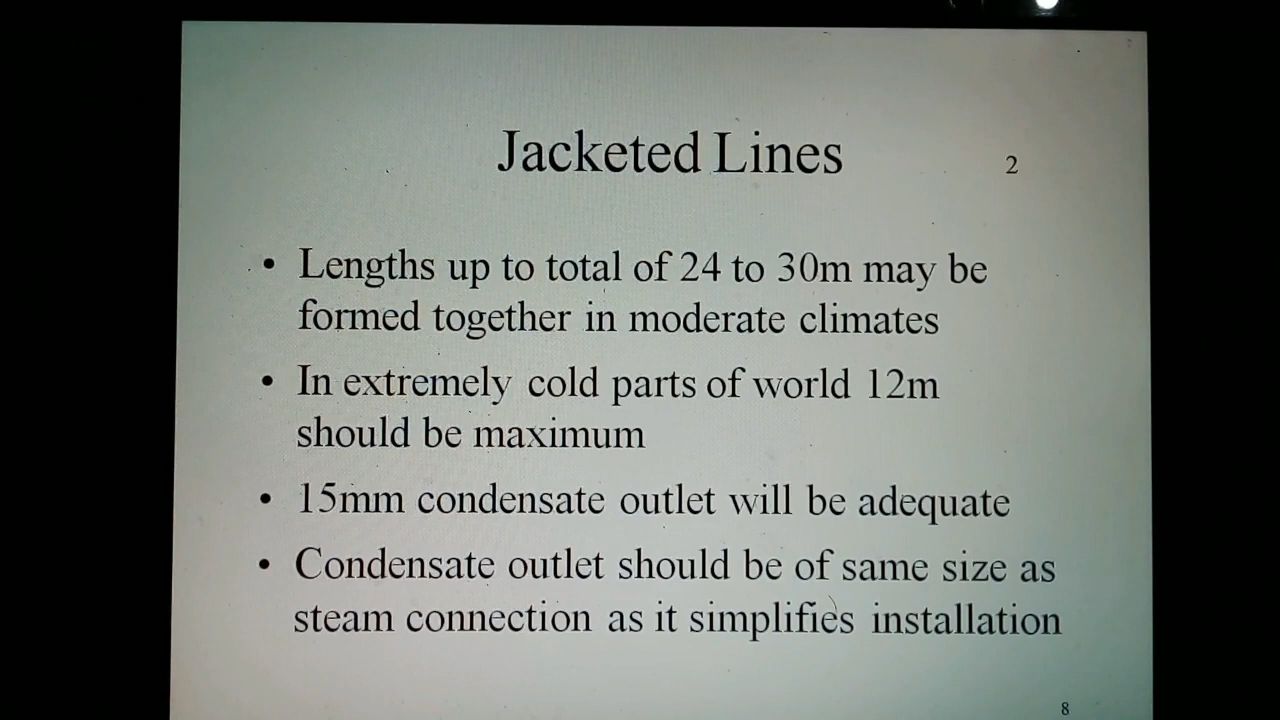 Jacketed Lines 2
• Lengths up to total of 24 to 30m may be
formed together in moderate climates
• In extremely cold parts of world 12m
should be maximum
• 15mm condensate outlet will be adequate
• Condensate outlet should be of same size as
steam connection as it simplifies installation
8